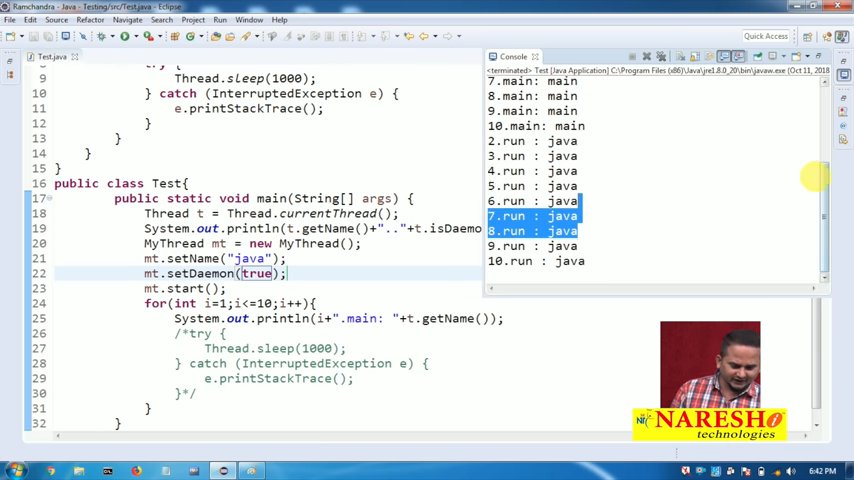 Ramchandra - Java - Testing/src/Test.java - Eclipse
File Edit Source Refactor Navigate Search Project Run Window Help
Quick Access
Test.java
Console
<terminated> Test [Java Application] C:\Program Files (x86)\Java\jre1.8.0_20\bin\javaw.exe (Oct 11, 2018
8 try {
9 Thread.sleep(1000);
10 } catch (InterruptedException e) {
11 e.printStackTrace();
12 }
13 }
14 }
15 }
16 public class Test{
17 public static void main(String[] args) {
18 Thread t = Thread.currentThread();
19 System.out.println(t.getName()+".."+t.isDaemo
20 MyThread mt = new MyThread();
21 mt.setName("java");
22 mt.setDaemon(true);
23 mt.start();
24 for(int i=1;i<=10;i++){
25 System.out.println(i+".main: "+t.getName());
26 /*try {
27 Thread.sleep(1000);
28 } catch (InterruptedException e) {
29 e.printStackTrace();
30 }*/
31 }
32 }
7.main: main
8.main: main
9.main: main
10.main: main
2.run : java
3.run : java
4.run : java
5.run : java
6.run : java
7.run : java
8.run : java
9.run : java
10.run : java
NARESH i
technologies
6:42 PM